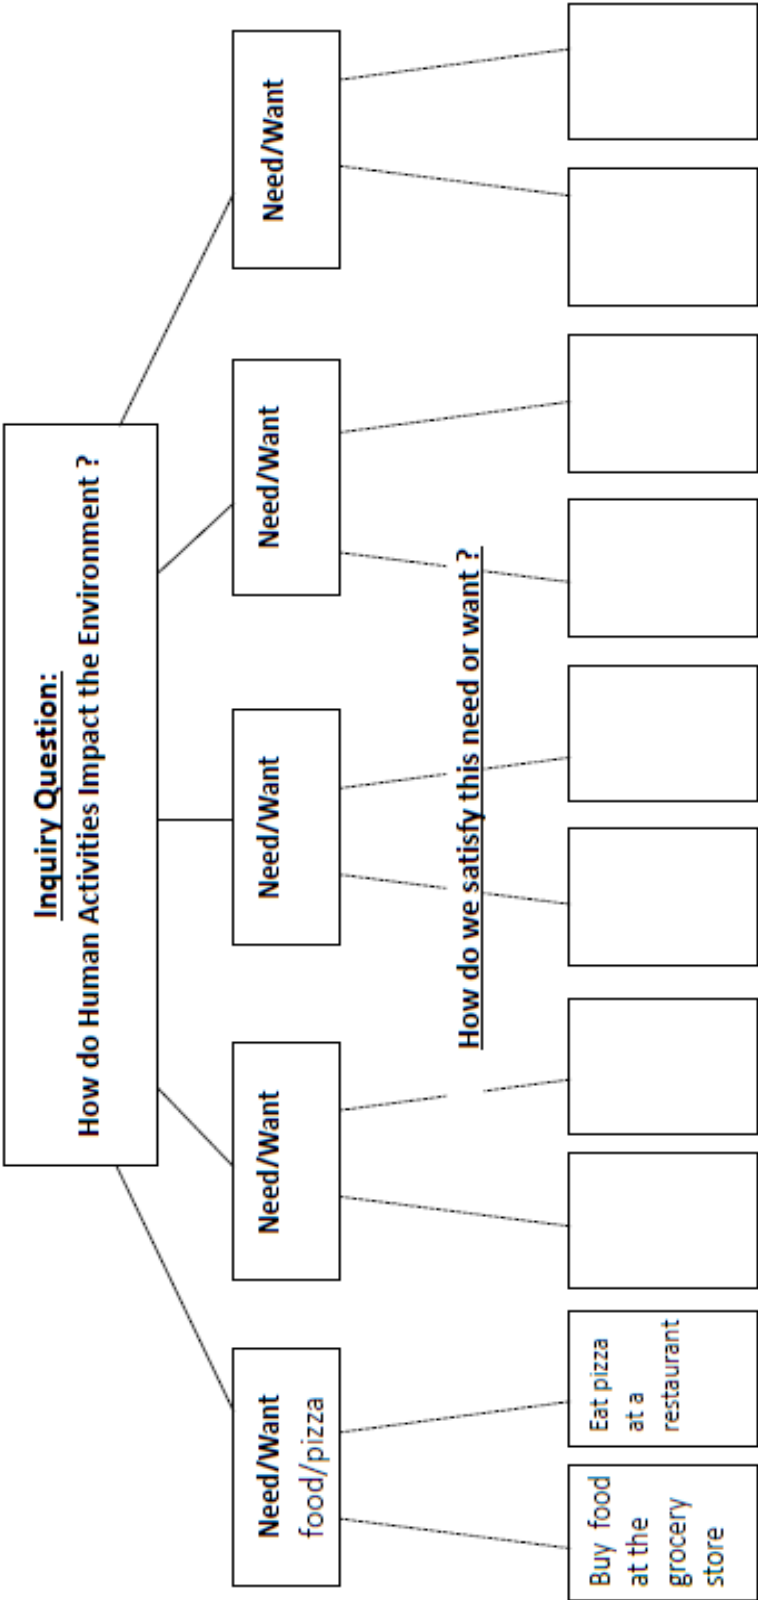 Inquiry Question:
How do Human Activities Impact the Environment ?
Need/Want
food/pizza
Need/Want
Need/Want
Need/Want
Need/Want
How do we satisfy this need or want ?
Buy food
at the
grocery
store
Eat pizza
at a
restaurant